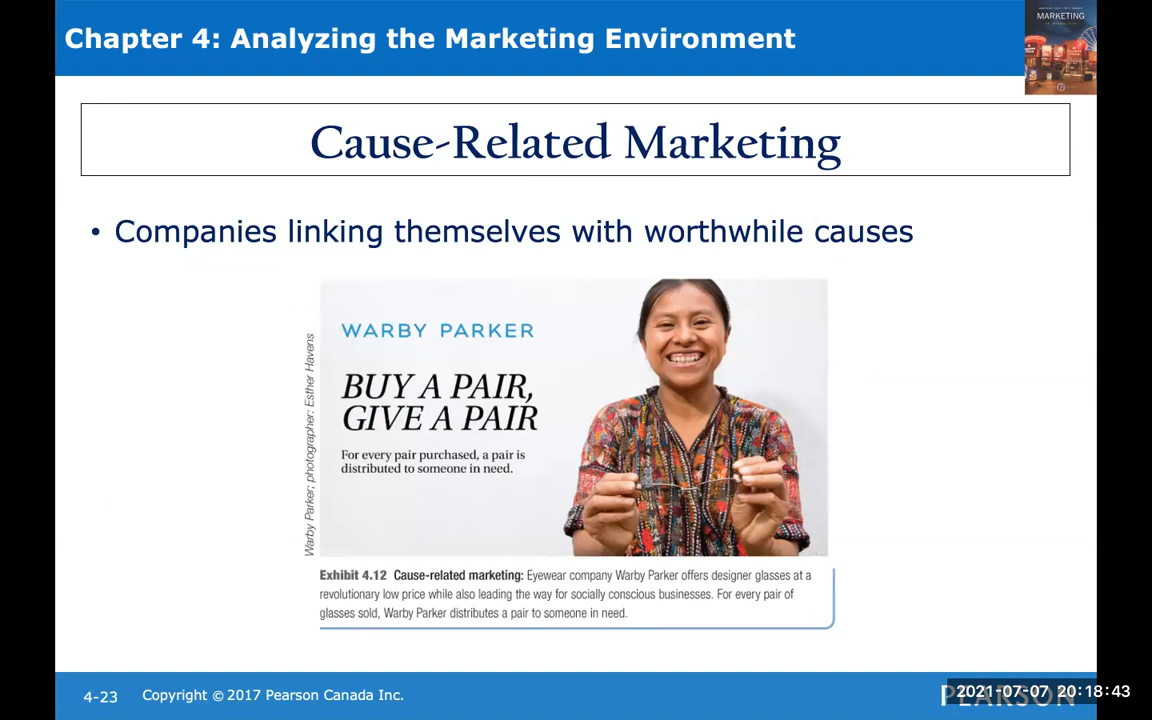 Chapter 4: Analyzing the Marketing Environment
MARKETING
Cause-Related Marketing
• Companies linking themselves with worthwhile causes
WARBY PARKER
BUY A PAIR,
GIVE A PAIR
For every pair purchased, a pair is
distributed to someone in need.
Warby Parker; photographer: Esther Havens
Exhibit 4.12 Cause-related marketing: Eyewear company Warby Parker offers designer glasses at a
revolutionary low price while also leading the way for socially conscious businesses. For every pair of
glasses sold, Warby Parker distributes a pair to someone in need.
4-23 Copyright © 2017 Pearson Canada Inc.
PEARSON
2021-07-07 20:18:43